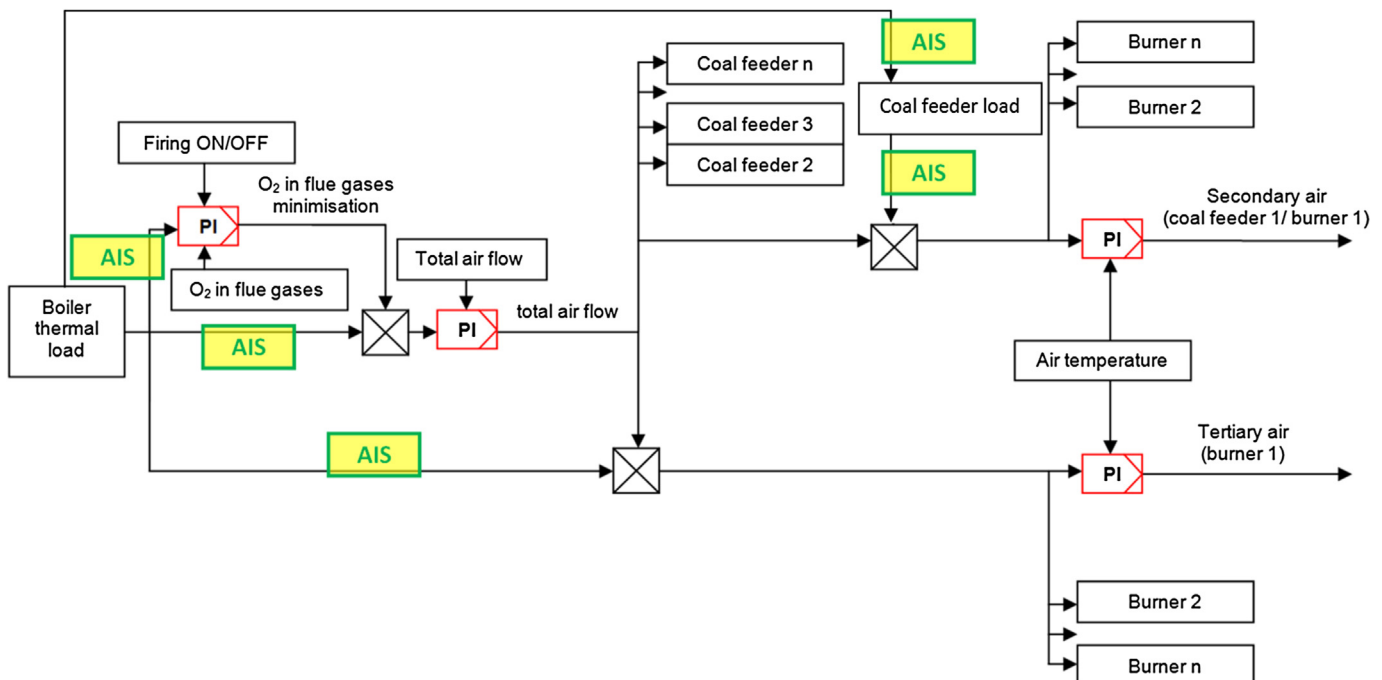 AIS
Burner n
Coal feeder n
Coal feeder load
Burner 2
Firing ON/OFF
Coal feeder 3
Coal feeder 2
AIS
O₂ in flue gases
minimisation
PI
Secondary air
(coal feeder 1/ burner 1)
PI
AIS
Total air flow
O₂ in flue gases
Boiler
thermal
load
total air flow
PI
AIS
Air temperature
Tertiary air
(burner 1)
AIS
PI
Burner 2
Burner n